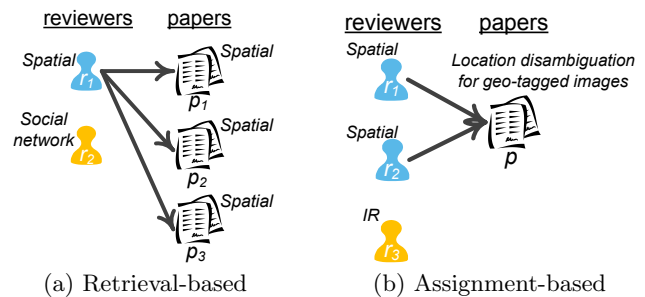 reviewers papers
Spatial
r1
Spatial
p1
Social
network
r2
Spatial
p2
Spatial
p3
(a) Retrieval-based
reviewers papers
Spatial
r1
Location disambiguation
for geo-tagged images
Spatial
r2
p
IR
r3
(b) Assignment-based